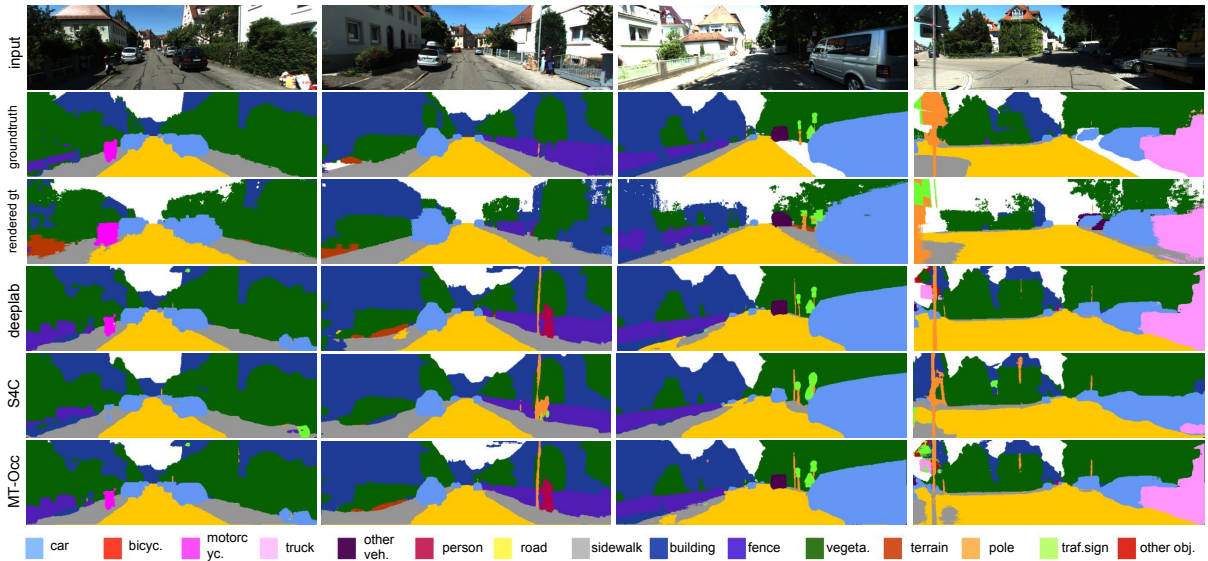 input
groundtruth
rendered gt
deeplab
S4C
MT-Occ
car
bicyc.
motorc
yc.
truck
other
veh.
person
road
sidewalk
building
fence
vegeta.
terrain
pole
traf.sign
other obj.